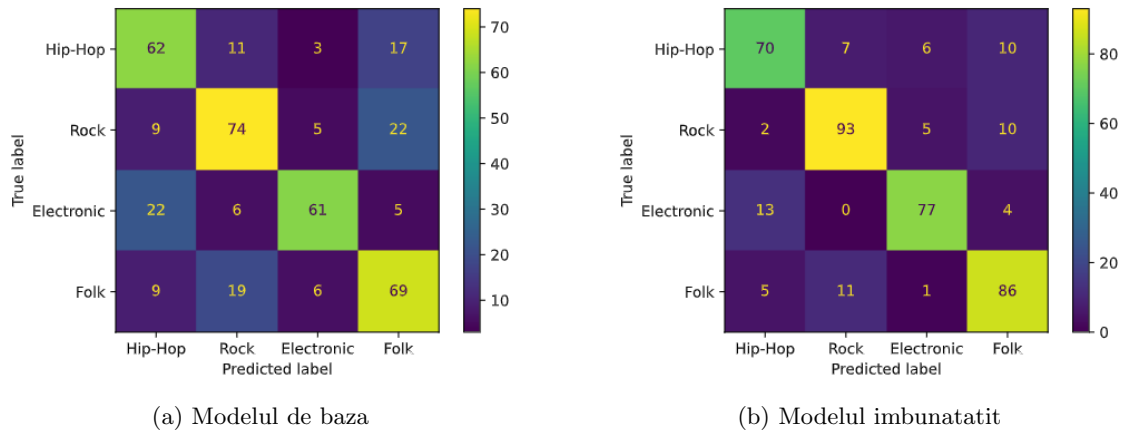 Hip-Hop 62 11 3 17
Rock 9 74 5 22
Electronic 22 6 61 5
Folk 9 19 6 69
Hip-Hop Rock Electronic Folk
Predicted label
True label
70
60
50
40
30
20
10
(a) Modelul de baza
Hip-Hop 70 7 6 10
Rock 2 93 5 10
Electronic 13 0 77 4
Folk 5 11 1 86
Hip-Hop Rock Electronic Folk
Predicted label
True label
80
60
40
20
0
(b) Modelul imbunatatit